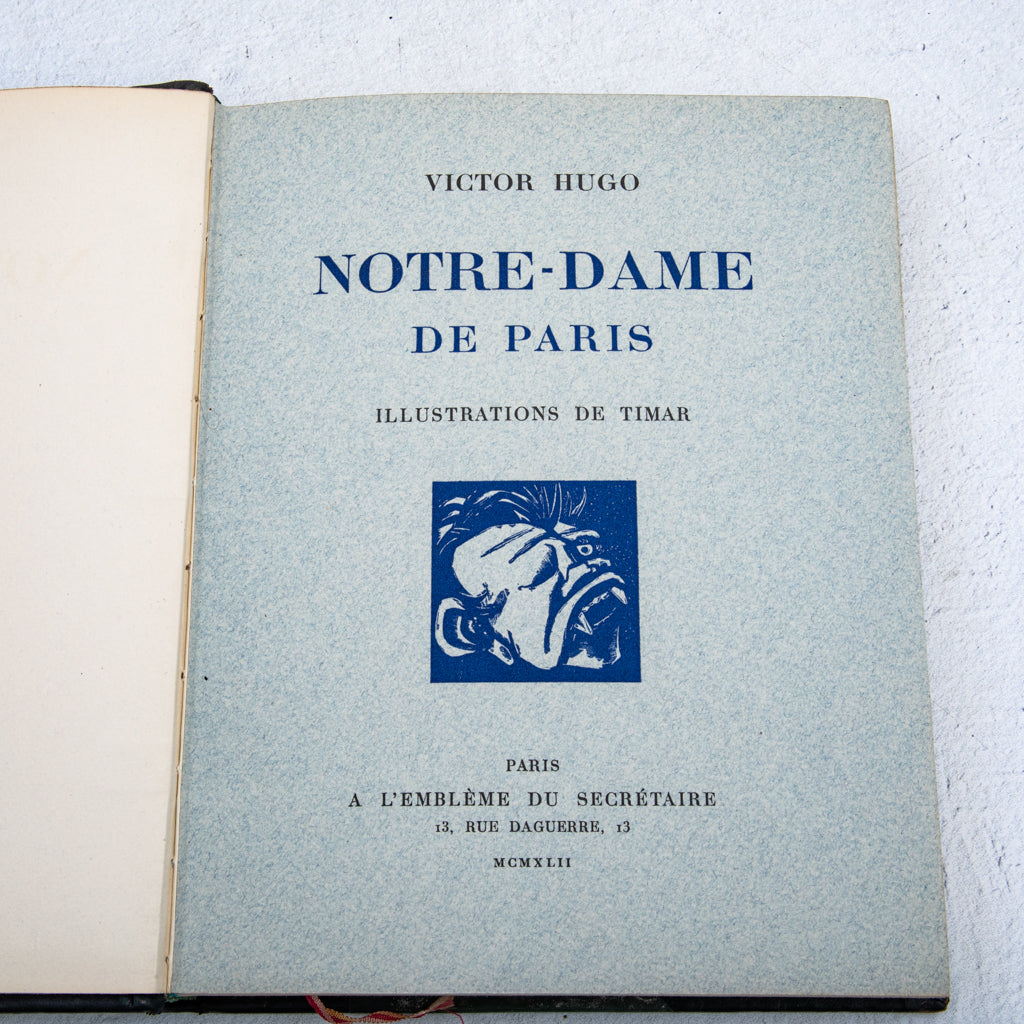 VICTOR HUGO
NOTRE-DAME
DE PARIS
ILLUSTRATIONS DE TIMAR
PARIS
A L'EMBLÈME DU SECRÉTAIRE
13, RUE DAGUERRE, 13
MCMXLII